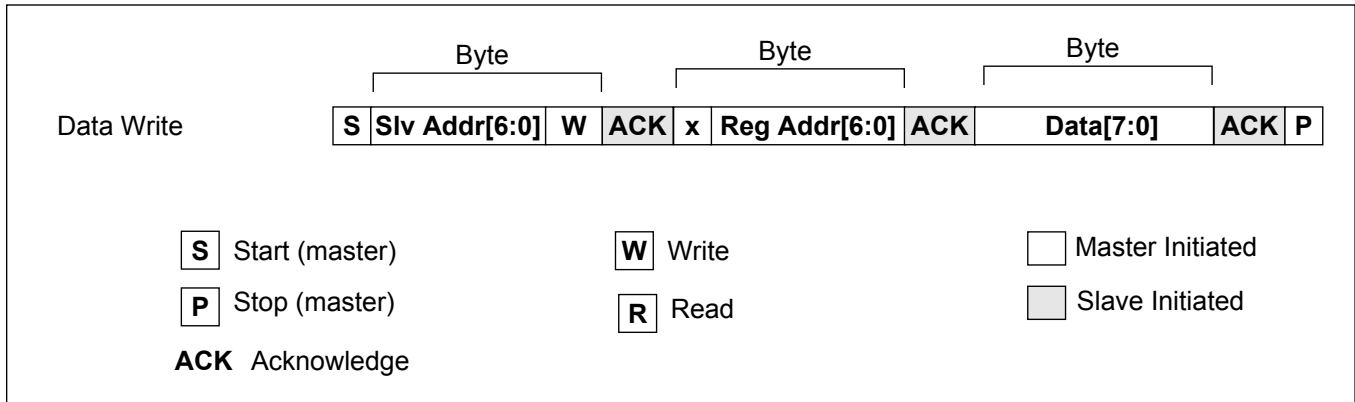 Byte Byte Byte
Data Write S Slv Addr[6:0] W ACK x Reg Addr[6:0] ACK Data[7:0] ACK P
S Start (master) W Write Master Initiated
P Stop (master) R Read Slave Initiated
ACK Acknowledge